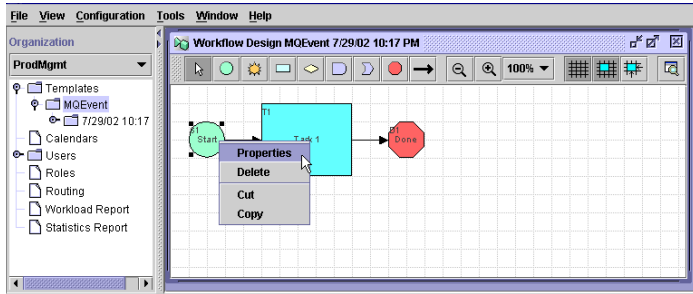 File View Configuration Tools Window Help
Organization
ProdMgmt
Templates
MQEvent
7/29/02 10:17
Calendars
Users
Roles
Routing
Workload Report
Statistics Report
Workflow Design MQEvent 7/29/02 10:17 PM
100%
S1
Start
T1
Task 1
D1
Done
Properties
Delete
Cut
Copy